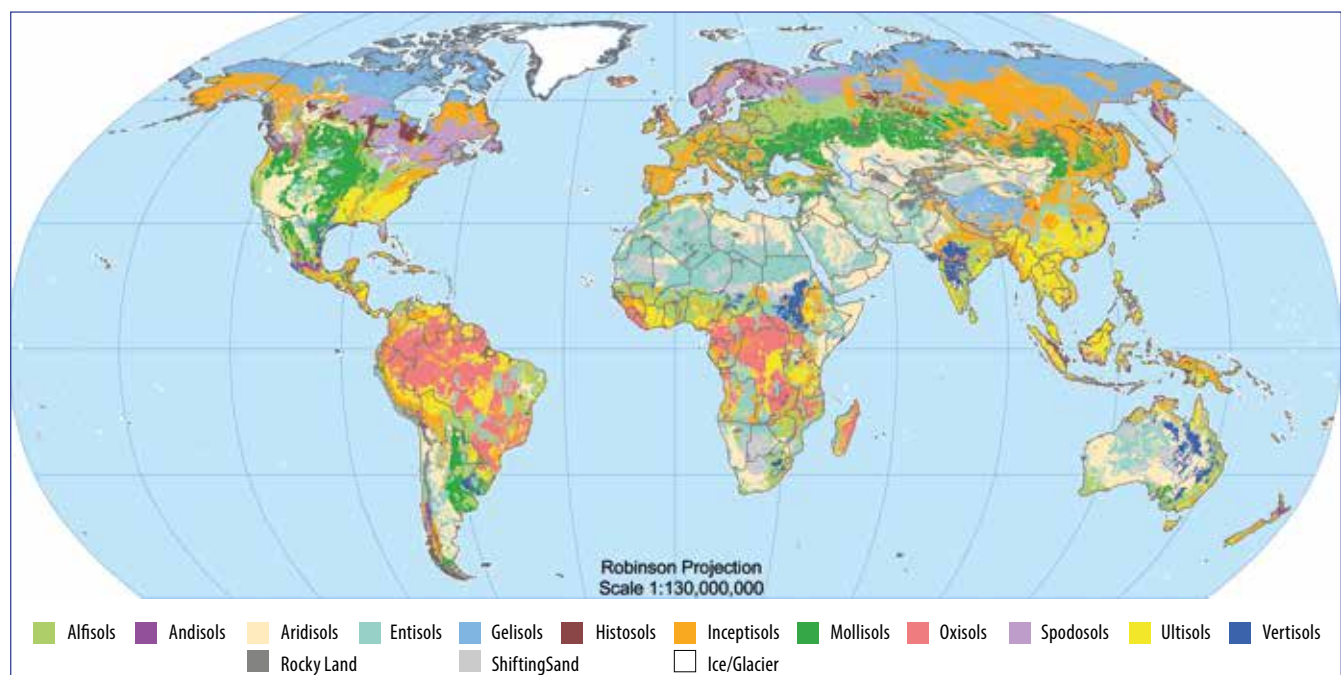 Robinson Projection
Scale 1:130,000,000
Alfisols Andisols Aridisols Entisols Gelisols Histosols Inceptisols Mollisols Oxisols Spodosols Ultisols Vertisols
Rocky Land ShiftingSand Ice/Glacier